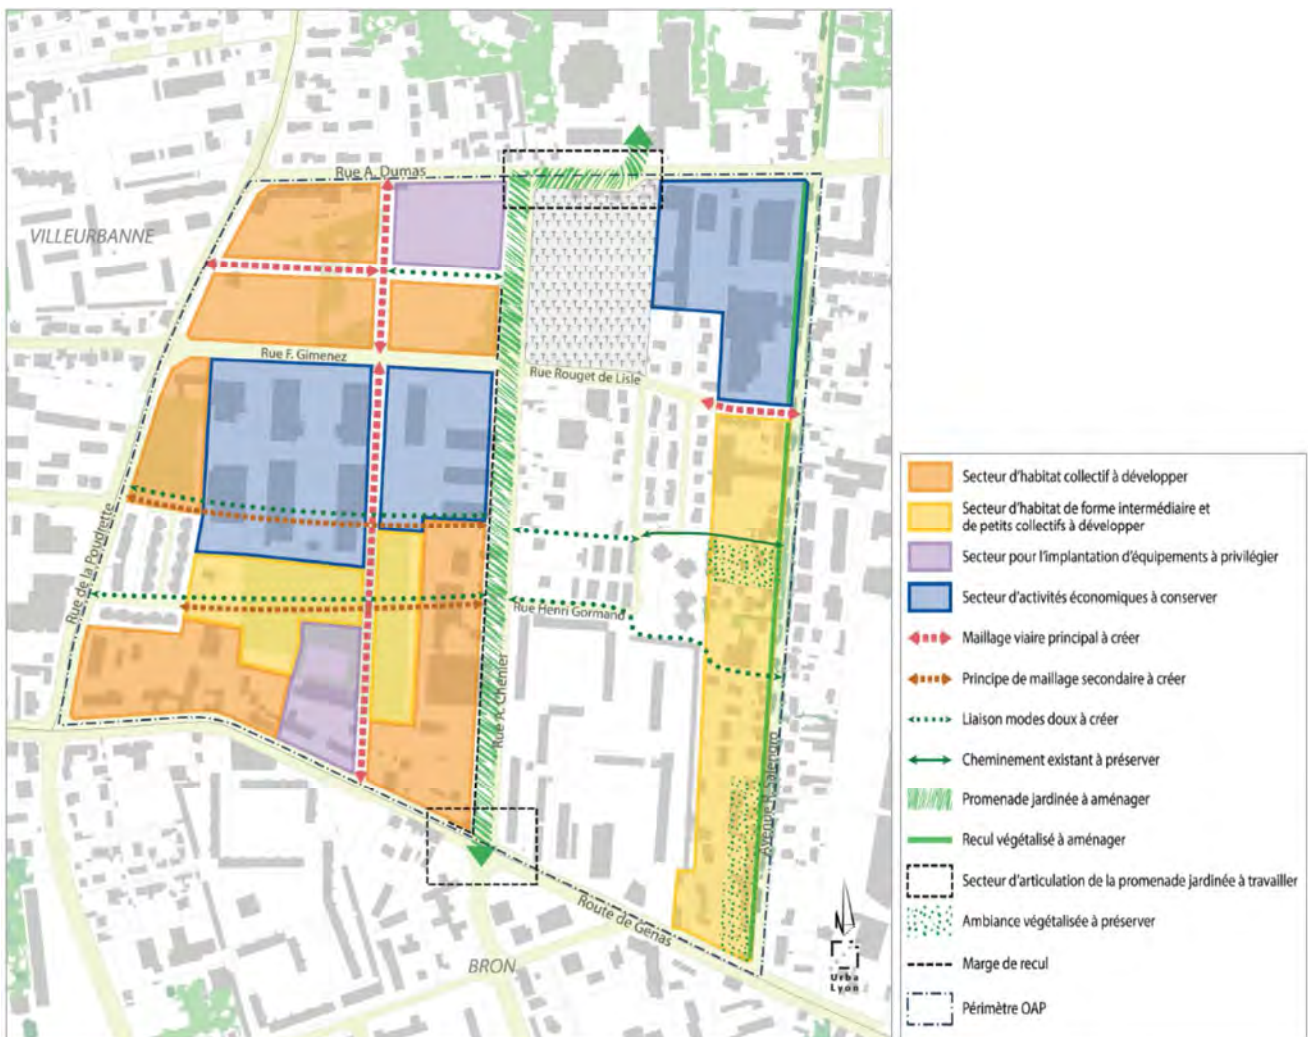 Rue A. Dumas
VILLEURBANNE
Rue F. Gimenez
Rue Rouget de Lisle
Rue de la Poudrette
Rue Henri Gormand
Rue A. Chénier
Avenue R. Salengro
Route de Genas
BRON
N
Urba
Lyon
Secteur d'habitat collectif à développer
Secteur d'habitat de forme intermédiaire et
de petits collectifs à développer
Secteur pour l'implantation d'équipements à privilégier
Secteur d'activités économiques à conserver
Maillage viaire principal à créer
Principe de maillage secondaire à créer
Liaison modes doux à créer
Cheminement existant à préserver
Promenade jardinée à aménager
Recul végétalisé à aménager
Secteur d'articulation de la promenade jardinée à travailler
Ambiance végétalisée à préserver
Marge de recul
Périmètre OAP